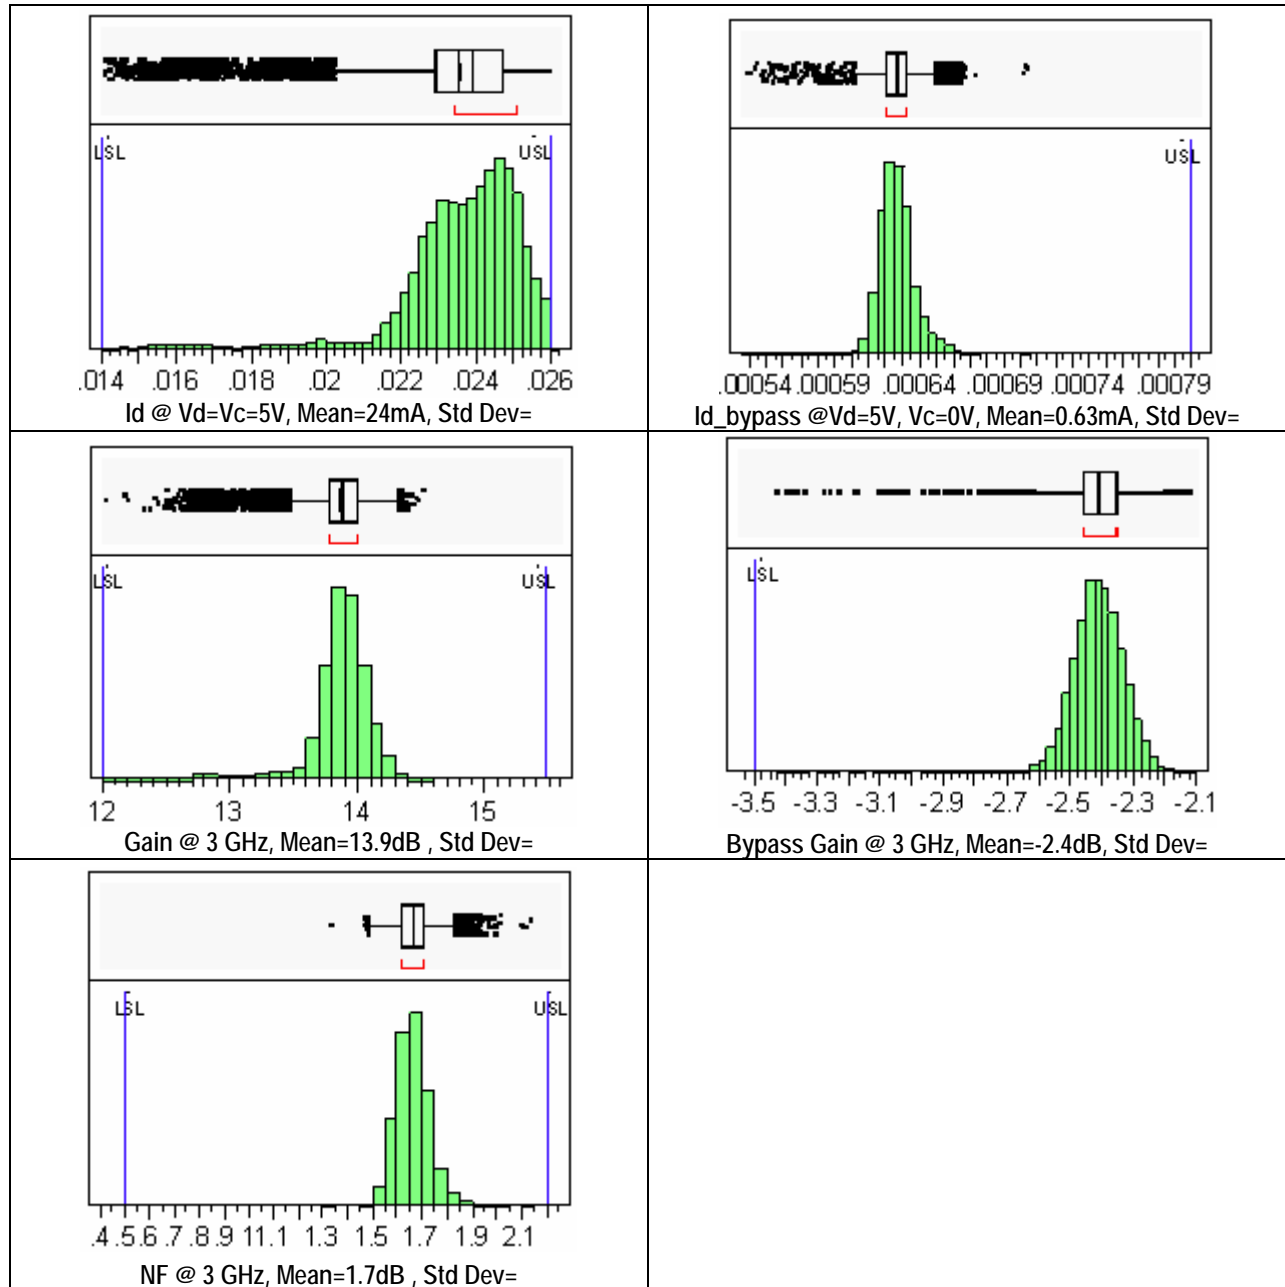 LSL USL
.014 .016 .018 .02 .022 .024 .026
Id @ Vd=Vc=5V, Mean=24mA, Std Dev=
USL
.00054 .00059 .00064 .00069 .00074 .00079
Id_bypass @Vd=5V, Vc=0V, Mean=0.63mA, Std Dev=
LSL USL
12 13 14 15
Gain @ 3 GHz, Mean=13.9dB , Std Dev=
LSL
-3.5 -3.3 -3.1 -2.9 -2.7 -2.5 -2.3 -2.1
Bypass Gain @ 3 GHz, Mean=-2.4dB, Std Dev=
LSL USL
.4 .5 .6 .7 .8 .9 1 1.1 1.3 1.5 1.7 1.9 2.1
NF @ 3 GHz, Mean=1.7dB , Std Dev=